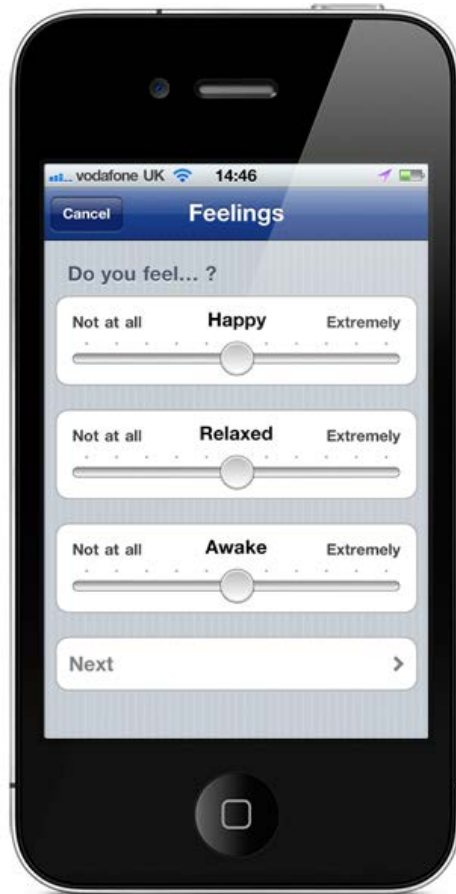 vodafone UK 14:46
Cancel Feelings
Do you feel... ?
Not at all Happy Extremely
Not at all Relaxed Extremely
Not at all Awake Extremely
Next